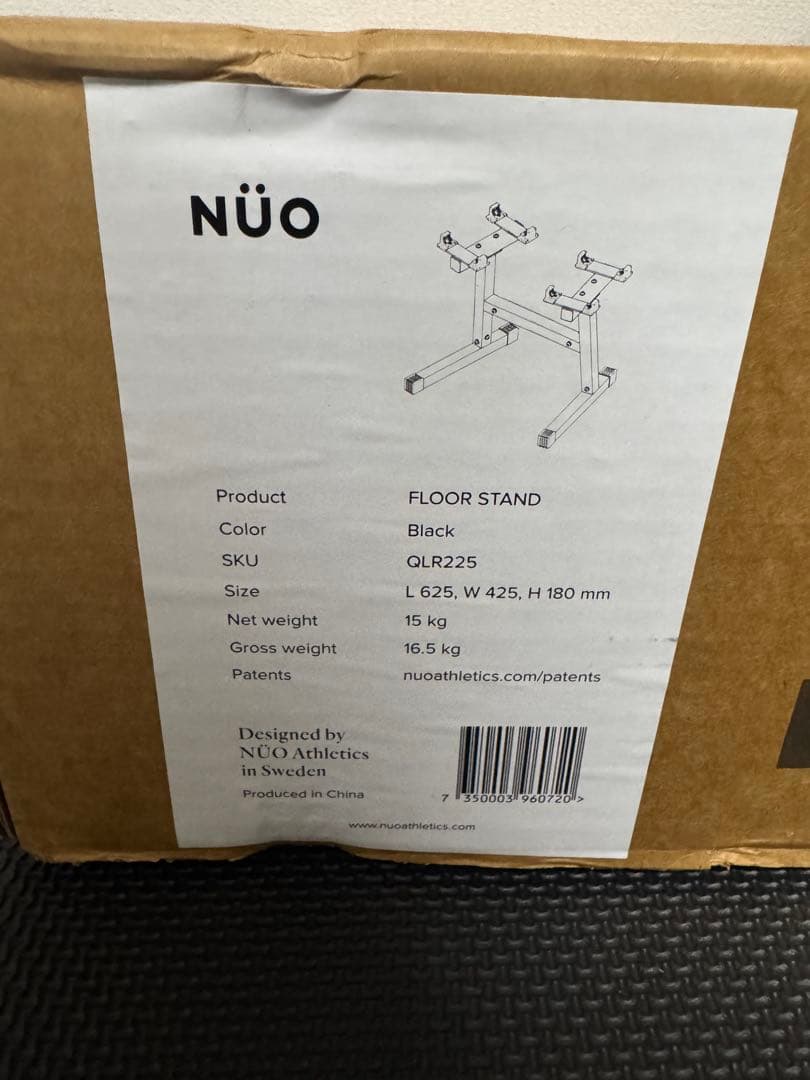 NÜO
Product FLOOR STAND
Color Black
SKU QLR225
Size L 625, W 425, H 180 mm
Net weight 15 kg
Gross weight 16.5 kg
Patents nuoathletics.com/patents
Designed by
NÜO Athletics
in Sweden
Produced in China
7 350003 960720 >
www.nuoathletics.com